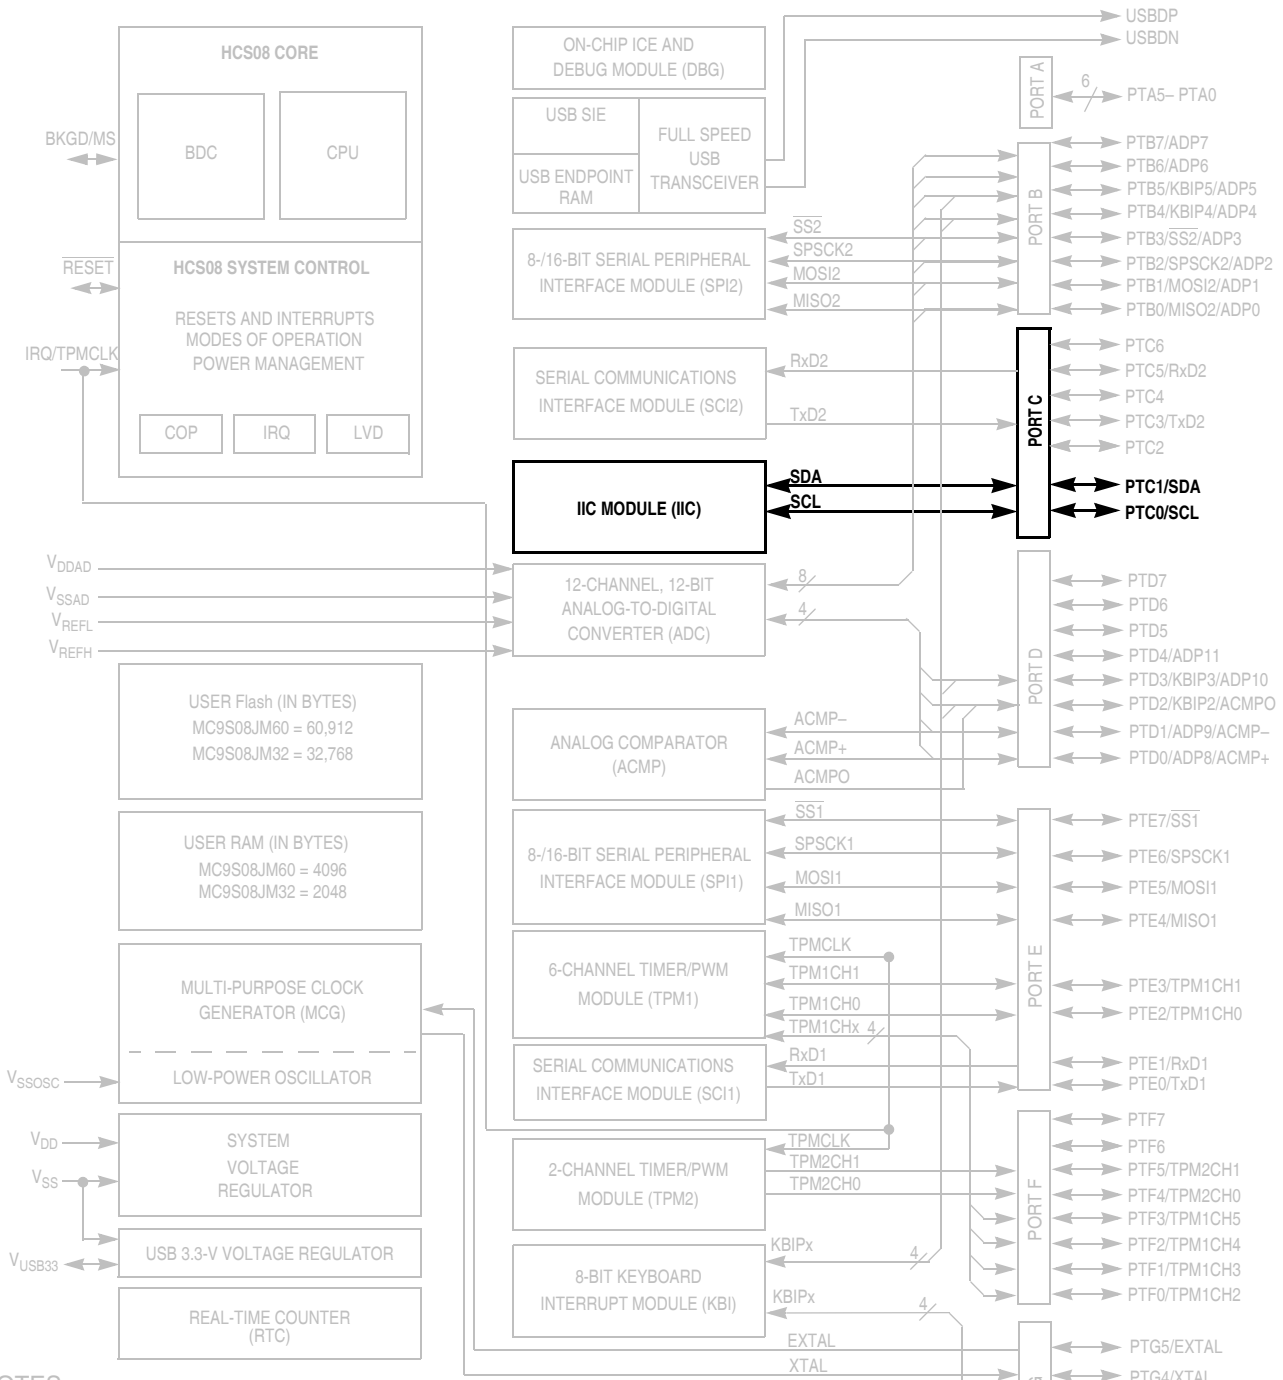 HCS08 CORE
BDC
CPU
BKGD/MS
HCS08 SYSTEM CONTROL
RESET
RESETS AND INTERRUPTS
MODES OF OPERATION
POWER MANAGEMENT
IRQ/TPMCLK
COP
IRQ
LVD
VDDAD
VSSAD
VREFL
VREFH
USER Flash (IN BYTES)
MC9S08JM60 = 60,912
MC9S08JM32 = 32,768
USER RAM (IN BYTES)
MC9S08JM60 = 4096
MC9S08JM32 = 2048
MULTI-PURPOSE CLOCK
GENERATOR (MCG)
LOW-POWER OSCILLATOR
VSSOSC
VDD
VSS
SYSTEM
VOLTAGE
REGULATOR
VUSB33
USB 3.3-V VOLTAGE REGULATOR
REAL-TIME COUNTER
(RTC)
ON-CHIP ICE AND
DEBUG MODULE (DBG)
USB SIE
USB ENDPOINT
RAM
FULL SPEED
USB
TRANSCEIVER
8-/16-BIT SERIAL PERIPHERAL
INTERFACE MODULE (SPI2)
SS2
SPSCK2
MOSI2
MISO2
SERIAL COMMUNICATIONS
INTERFACE MODULE (SCI2)
RxD2
TxD2
IIC MODULE (IIC)
SDA
SCL
12-CHANNEL, 12-BIT
ANALOG-TO-DIGITAL
CONVERTER (ADC)
8
4
ANALOG COMPARATOR
(ACMP)
ACMP–
ACMP+
ACMPO
8-/16-BIT SERIAL PERIPHERAL
INTERFACE MODULE (SPI1)
SS1
SPSCK1
MOSI1
MISO1
6-CHANNEL TIMER/PWM
MODULE (TPM1)
TPMCLK
TPM1CH1
TPM1CH0
TPM1CHx 4
SERIAL COMMUNICATIONS
INTERFACE MODULE (SCI1)
RxD1
TxD1
2-CHANNEL TIMER/PWM
MODULE (TPM2)
TPMCLK
TPM2CH1
TPM2CH0
8-BIT KEYBOARD
INTERRUPT MODULE (KBI)
KBIPx
4
KBIPx
4
EXTAL
XTAL
USBDP
USBDN
PORT A
6
PTA5– PTA0
PORT B
PTB7/ADP7
PTB6/ADP6
PTB5/KBIP5/ADP5
PTB4/KBIP4/ADP4
PTB3/SS2/ADP3
PTB2/SPSCK2/ADP2
PTB1/MOSI2/ADP1
PTB0/MISO2/ADP0
PORT C
PTC6
PTC5/RxD2
PTC4
PTC3/TxD2
PTC2
PTC1/SDA
PTC0/SCL
PORT D
PTD7
PTD6
PTD5
PTD4/ADP11
PTD3/KBIP3/ADP10
PTD2/KBIP2/ACMPO
PTD1/ADP9/ACMP–
PTD0/ADP8/ACMP+
PORT E
PTE7/SS1
PTE6/SPSCK1
PTE5/MOSI1
PTE4/MISO1
PTE3/TPM1CH1
PTE2/TPM1CH0
PTE1/RxD1
PTE0/TxD1
PORT F
PTF7
PTF6
PTF5/TPM2CH1
PTF4/TPM2CH0
PTF3/TPM1CH5
PTF2/TPM1CH4
PTF1/TPM1CH3
PTF0/TPM1CH2
PTG5/EXTAL
PTG4/XTAL